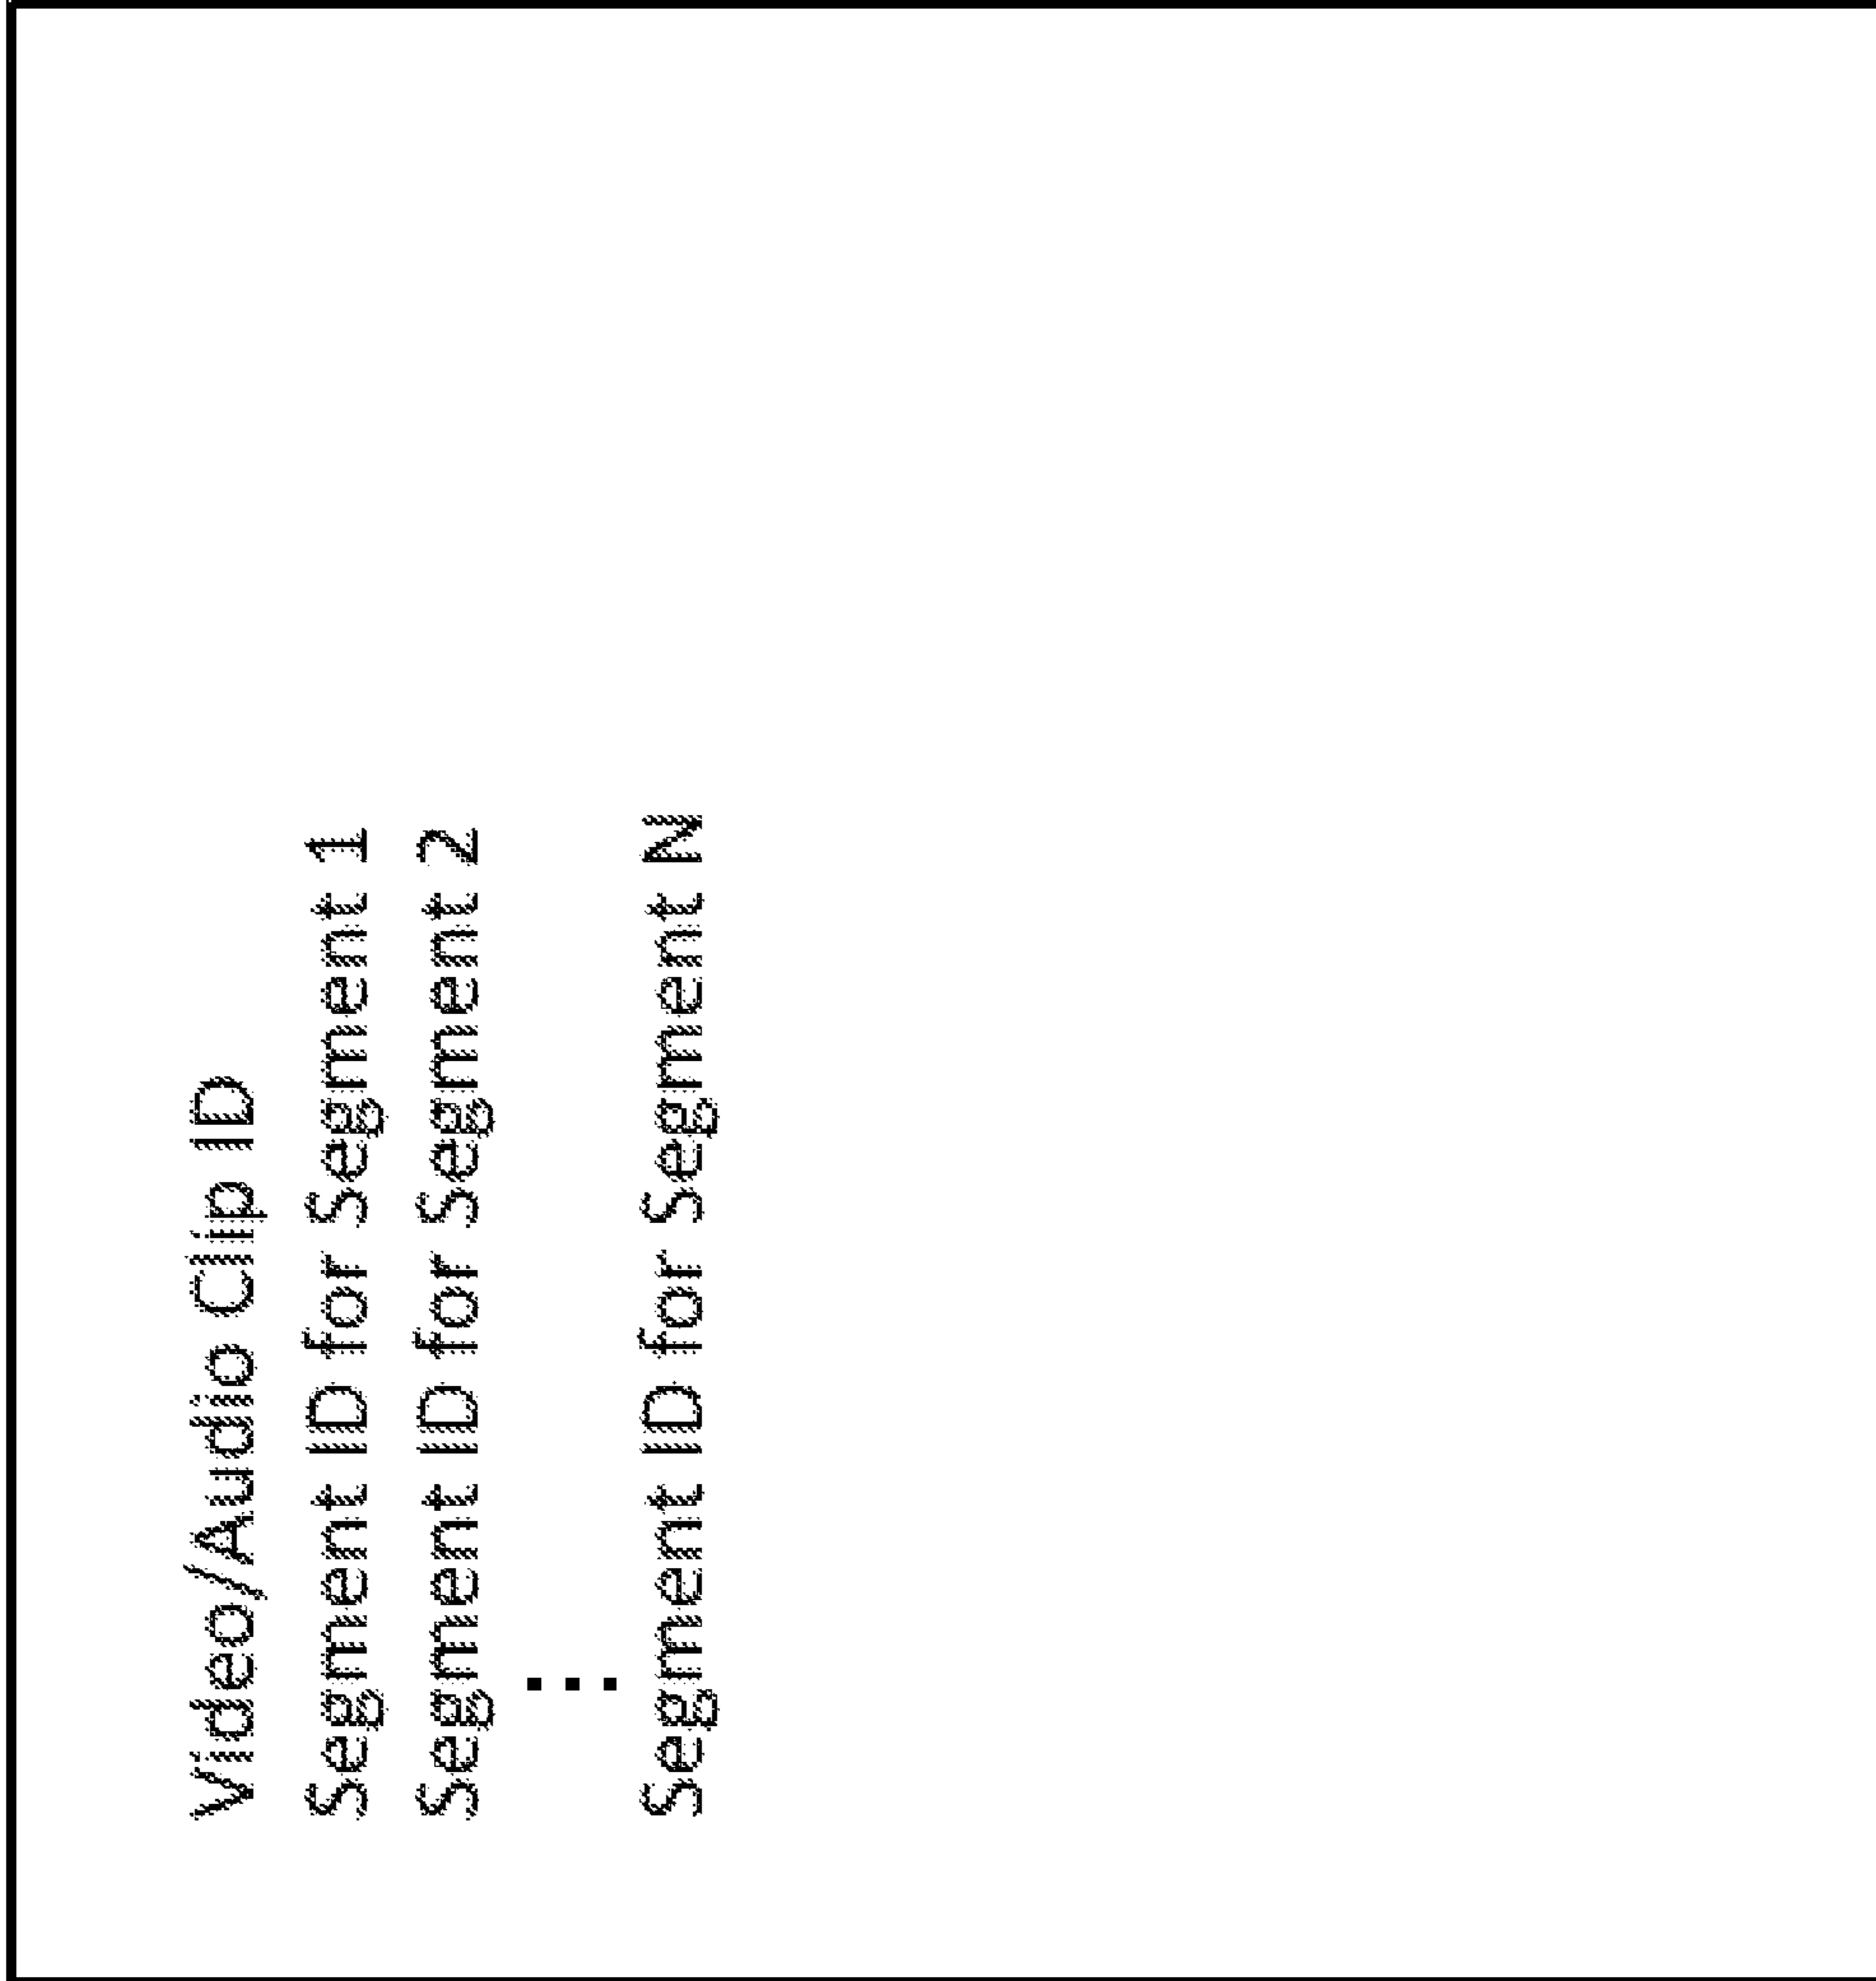 Video/Audio Clip ID
Segment ID for Segment 1
Segment ID for Segment 2
...
Segment ID for Segment N